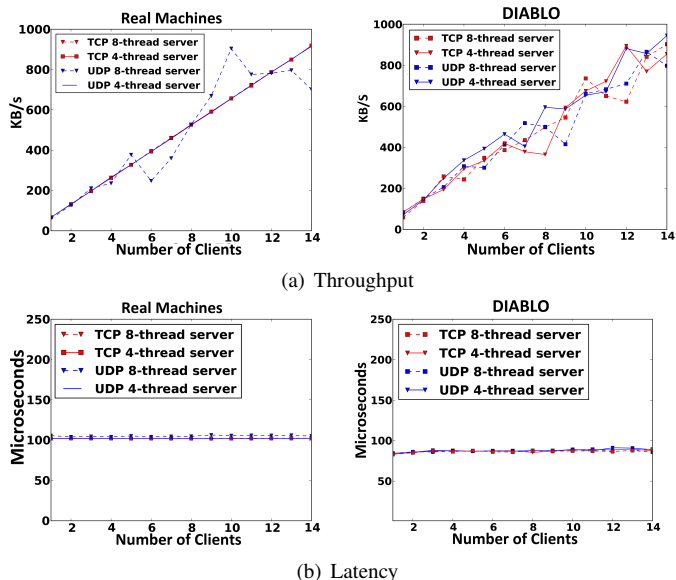 Real Machines
1000
800
600
400
200
0
KB/s
TCP 8-thread server
TCP 4-thread server
UDP 8-thread server
UDP 4-thread server
2 4 6 8 10 12 14
Number of Clients
DIABLO
1000
800
600
400
200
0
KB/s
TCP 8-thread server
TCP 4-thread server
UDP 8-thread server
UDP 4-thread server
2 4 6 8 10 12 14
Number of Clients
(a) Throughput
Real Machines
250
200
150
100
50
0
Microseconds
TCP 8-thread server
TCP 4-thread server
UDP 8-thread server
UDP 4-thread server
2 4 6 8 10 12 14
Number of Clients
DIABLO
250
200
150
100
50
0
Microseconds
TCP 8-thread server
TCP 4-thread server
UDP 8-thread server
UDP 4-thread server
2 4 6 8 10 12 14
Number of Clients
(b) Latency